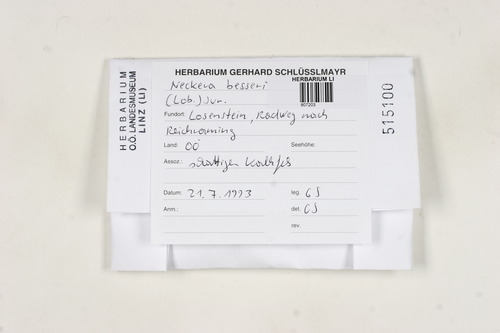 HERBARIUM GERHARD SCHLÜSSLMAYR
HERBARIUM LI
807203
Neckera besseri
(Lob.) Jur.
Fundort: Losenstein, Radweg nach
Reichraming
Land: OÖ
Seehöhe:
Assoz.: schattiger Kalkfels
Datum: 21.7.1993
leg. GS
Anm.:
det. GS
rev.
HERBARIUM
O.Ö. LANDESMUSEUM
LINZ (LI)
515100